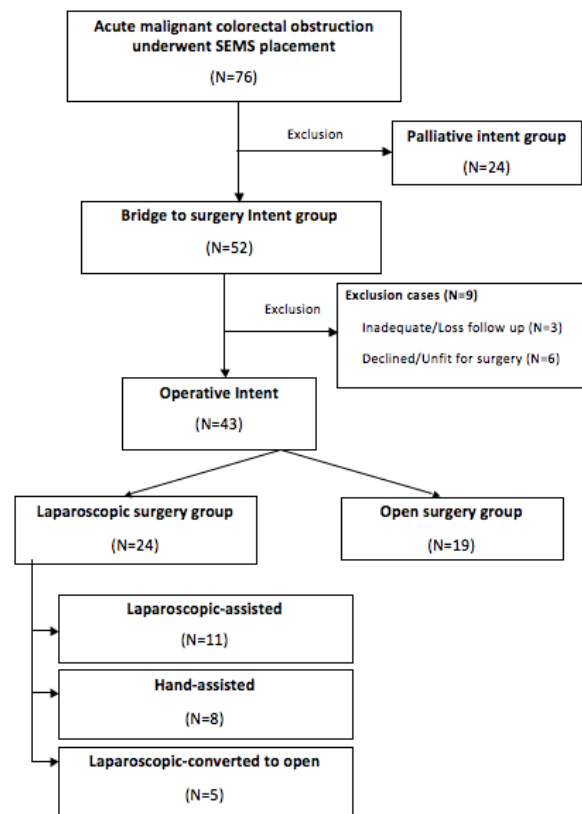 Acute malignant colorectal obstruction
underwent SEMS placement
(N=76)
Exclusion
Palliative intent group
(N=24)
Bridge to surgery Intent group
(N=52)
Exclusion
Exclusion cases (N=9)
Inadequate/Loss follow up (N=3)
Declined/Unfit for surgery (N=6)
Operative Intent
(N=43)
Laparoscopic surgery group
(N=24)
Open surgery group
(N=19)
Laparoscopic-assisted
(N=11)
Hand-assisted
(N=8)
Laparoscopic-converted to open
(N=5)